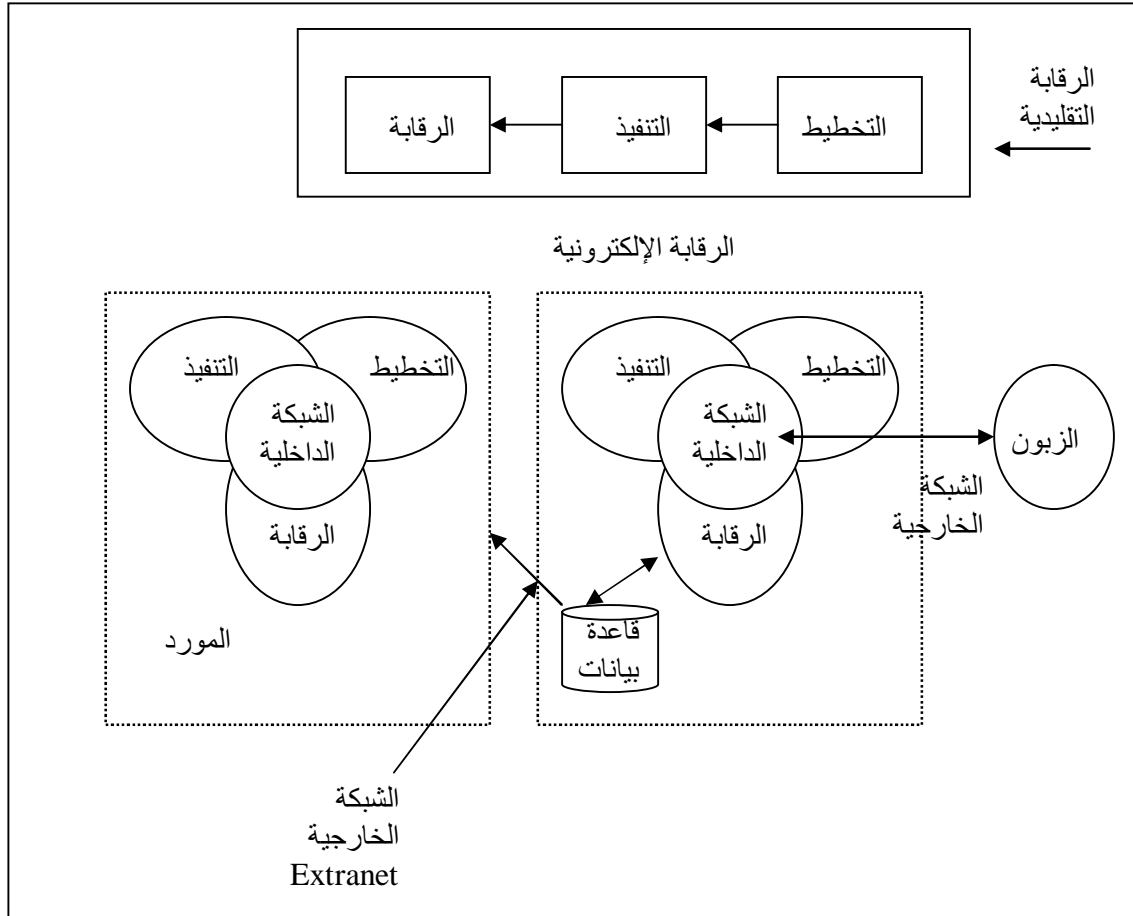 الرقابة
التقليدية
التخطيط
التنفيذ
الرقابة
الرقابة الإلكترونية
الزبون
الشبكة
الخارجية
التخطيط
التنفيذ
الشبكة
الداخلية
الرقابة
قاعدة
بيانات
التخطيط
التنفيذ
الشبكة
الداخلية
الرقابة
المورد
الشبكة
الخارجية
Extranet